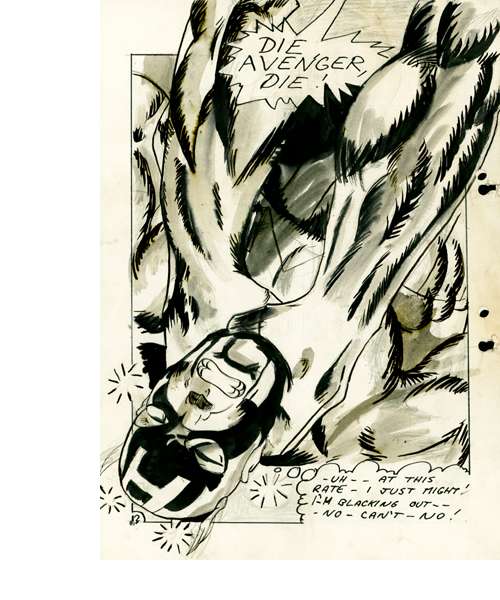 DIE
AVENGER,
DIE!
-UH-- AT THIS
RATE - I JUST MIGHT!
I'M BLACKING OUT--
-NO- CAN'T-NO!